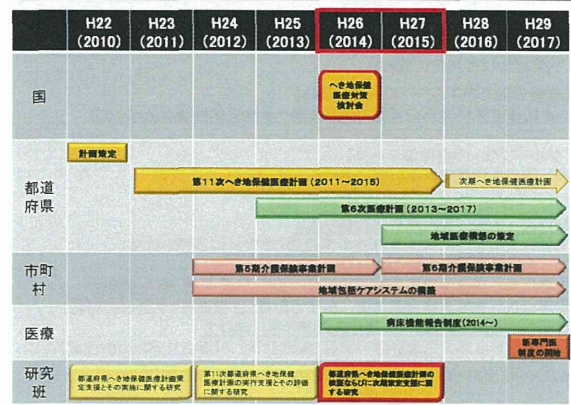 H22 H23 H24 H25 H26 H27 H28 H29
(2010) (2011) (2012) (2013) (2014) (2015) (2016) (2017)
国
へき地保健
医療対策
検討会
都道
府県
計画策定
第11次へき地保健医療計画(2011～2015)
次期へき地保健医療計画
第6次医療計画(2013～2017)
地域医療構想の策定
市町
村
第5期介護保険事業計画
第6期介護保険事業計画
地域包括ケアシステムの構築
医療
病床機能報告制度(2014～)
新専門医
制度の開始
研究
班
都道府県へき地保健医療計画策
定支援とその実施に関する研究
第11次都道府県へき地保健
医療計画の実行支援とその評価
に関する研究
都道府県へき地保健医療計画の
検証ならびに次期策定支援に関
する研究